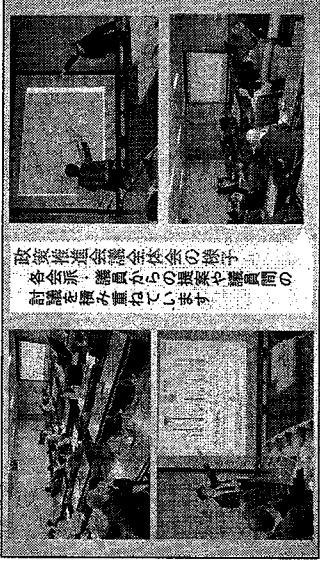 政策推進会議全体会の様子
各会派・議員からの提案や議員間の
討議を積み重ねています